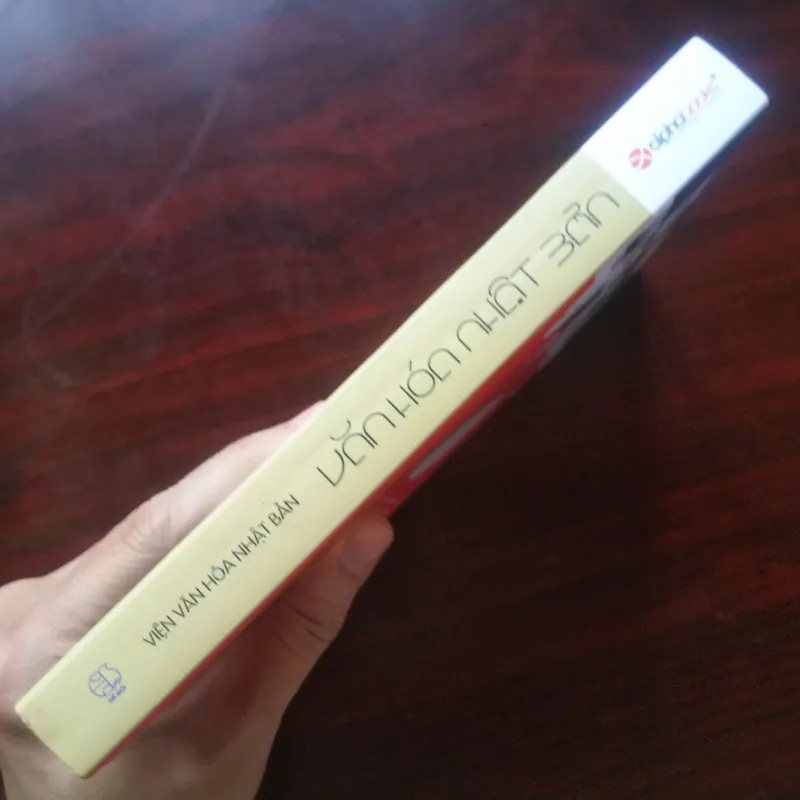 VIỆN VĂN HÓA NHẬT BẢN
VĂN HÓA NHẬT BẢN
alphabooks®